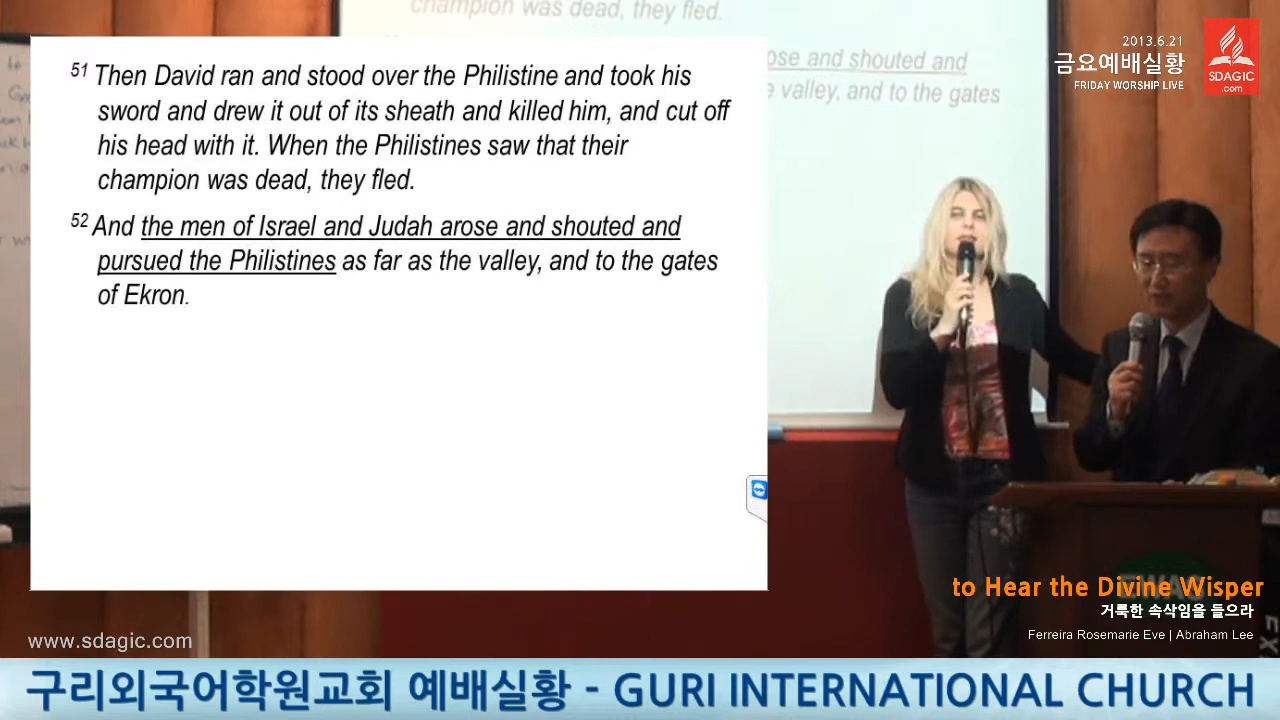 champion was dead, they fled.
ose and shouted and
valley, and to the gates
51 Then David ran and stood over the Philistine and took his
sword and drew it out of its sheath and killed him, and cut off
his head with it. When the Philistines saw that their
champion was dead, they fled.
52 And the men of Israel and Judah arose and shouted and
pursued the Philistines as far as the valley, and to the gates
of Ekron.
2013.6.21
금요예배실황
FRIDAY WORSHIP LIVE
SDAGIC
.com
to Hear the Divine Wisper
거룩한 속삭임을 들으라
Ferreira Rosemarie Eve | Abraham Lee
www.sdagic.com
구리외국어학원교회 예배실황 - GURI INTERNATIONAL CHURCH